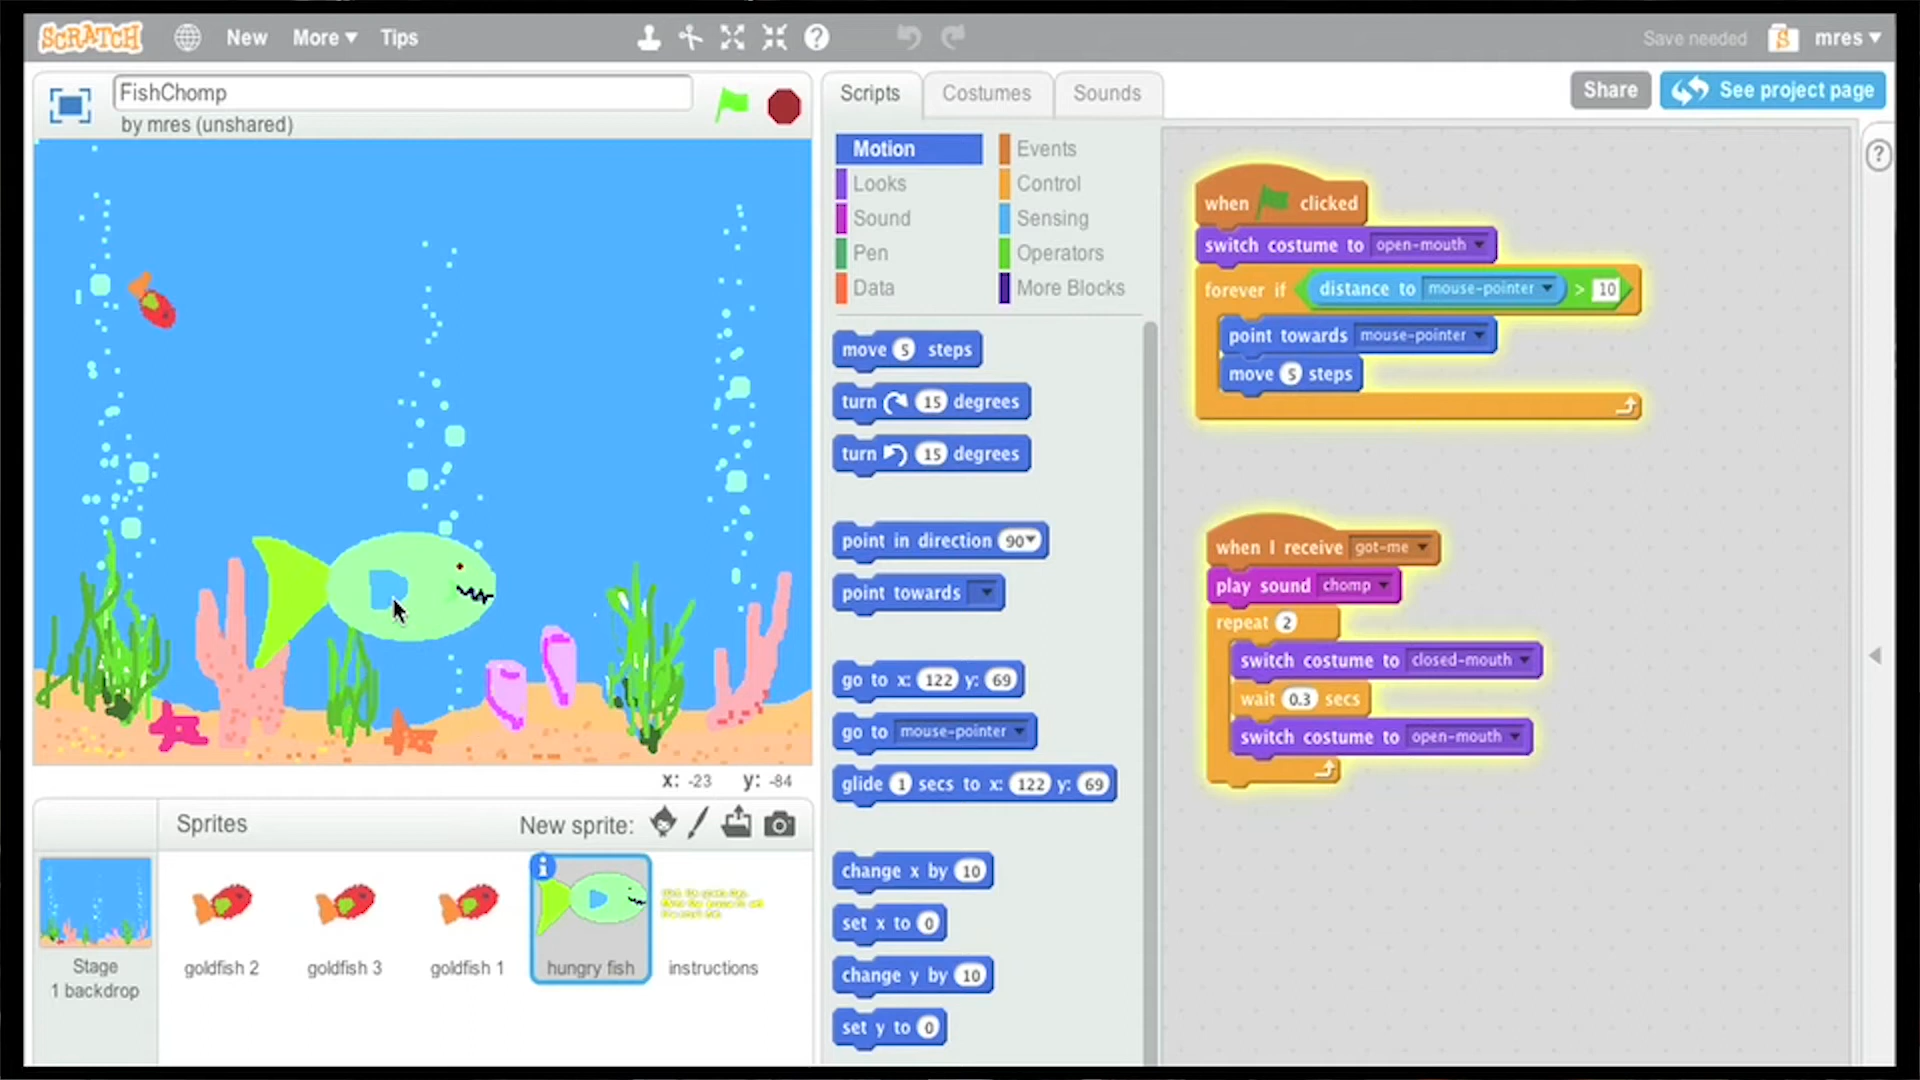 SCRATCH New More Tips Save needed mres
FishChomp
by mres (unshared)
Scripts Costumes Sounds Share See project page
Motion Events
Looks Control
Sound Sensing
Pen Operators
Data More Blocks
move 5 steps
turn 15 degrees
turn 15 degrees
point in direction 90
point towards
go to x: 122 y: 69
go to mouse-pointer
glide 1 secs to x: 122 y: 69
change x by 10
set x to 0
change y by 10
set y to 0
when clicked
switch costume to open-mouth
forever if distance to mouse-pointer > 10
point towards mouse-pointer
move 5 steps
when I receive got-me
play sound chomp
repeat 2
switch costume to closed-mouth
wait 0.3 secs
switch costume to open-mouth
x: -23 y: -84
Sprites New sprite:
Stage
1 backdrop
goldfish 2
goldfish 3
goldfish 1
hungry fish
instructions